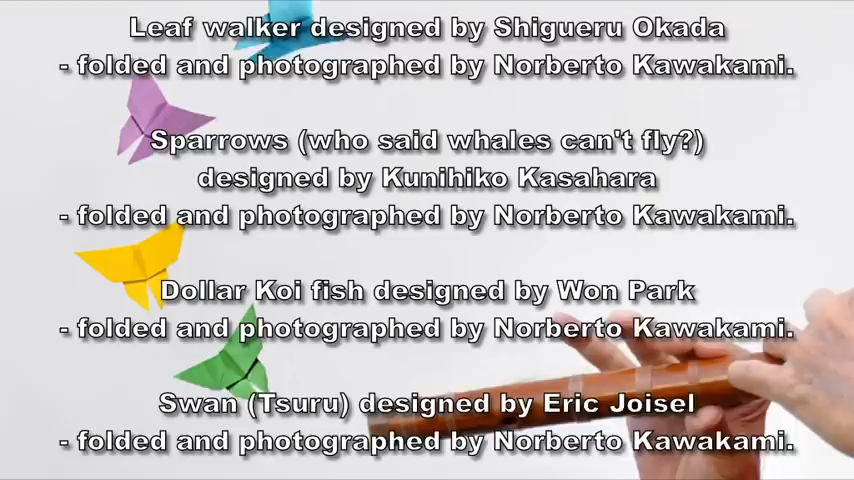 Leaf walker designed by Shigueru Okada
- folded and photographed by Norberto Kawakami.
Sparrows (who said whales can't fly?)
designed by Kunihiko Kasahara
- folded and photographed by Norberto Kawakami.
Dollar Koi fish designed by Won Park
- folded and photographed by Norberto Kawakami.
Swan (Tsuru) designed by Eric Joisel
- folded and photographed by Norberto Kawakami.